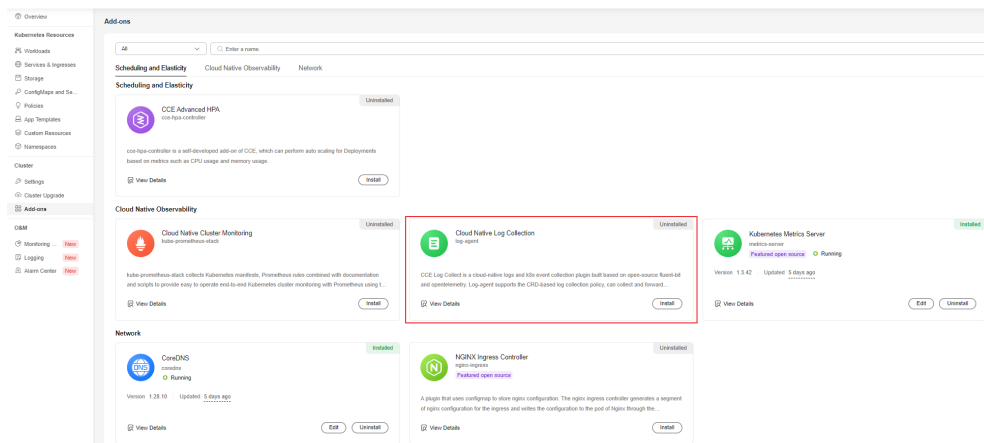 Overview
Kubernetes Resources
Workloads
Services & Ingresses
Storage
ConfigMaps and Se...
Policies
App Templates
Custom Resources
Namespaces
Cluster
Settings
Cluster Upgrade
Add-ons
O&M
Monitoring ... New
Logging New
Alarm Center New
Add-ons
All Enter a name.
Scheduling and Elasticity Cloud Native Observability Network
Scheduling and Elasticity
Uninstalled
CCE Advanced HPA
cce-hpa-controller
cce-hpa-controller is a self-developed add-on of CCE, which can perform auto scaling for Deployments
based on metrics such as CPU usage and memory usage.
View Details Install
Cloud Native Observability
Uninstalled
Cloud Native Cluster Monitoring
kube-prometheus-stack
kube-prometheus-stack collects Kubernetes manifests, Prometheus rules combined with documentation
and scripts to provide easy to operate end-to-end Kubernetes cluster monitoring with Prometheus using t...
View Details Install
Uninstalled
Cloud Native Log Collection
log-agent
CCE Log Collect is a cloud-native logs and k8s event collection plugin built based on open-source fluent-bit
and opentelemetry. Log-agent supports the CRD-based log collection policy, can collect and forward...
View Details Install
Installed
Kubernetes Metrics Server
metrics-server
Featured open source Running
Version 1.3.42 Updated 5 days ago
View Details Edit Uninstall
Network
Installed
DNS
CoreDNS
coredns
Running
Version 1.28.10 Updated 5 days ago
View Details Edit Uninstall
Uninstalled
NGINX Ingress Controller
nginx-ingress
Featured open source
A plugin that uses configmap to store nginx configuration. The nginx ingress controller generates a segment
of nginx configuration for the ingress and writes the configuration to the pod of Nginx through the...
View Details Install